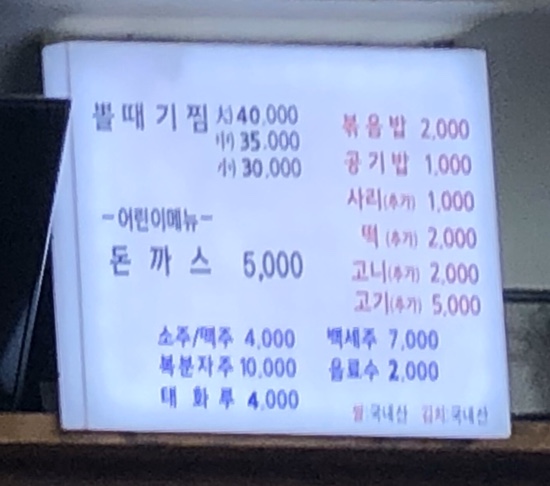 뽈때기찜 大) 40,000
中) 35,000
小) 30,000
-어린이메뉴-
돈까스 5,000
볶음밥 2,000
공기밥 1,000
사리(추가) 1,000
떡 (추가) 2,000
고니(추가) 2,000
고기(추가) 5,000
소주/맥주 4,000
복분자주 10,000
매화루 4,000
백세주 7,000
음료수 2,000
쌀:국내산 김치:국내산